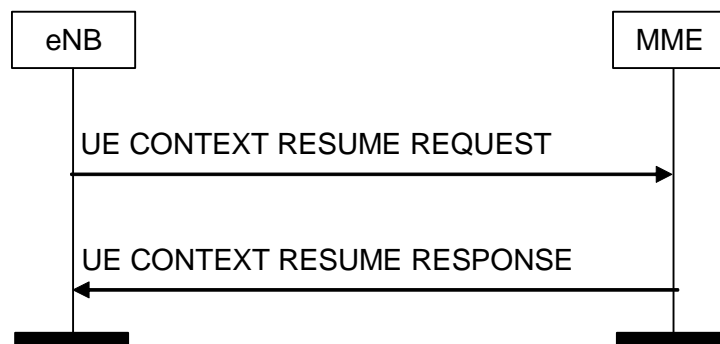 eNB
MME
UE CONTEXT RESUME REQUEST
UE CONTEXT RESUME RESPONSE